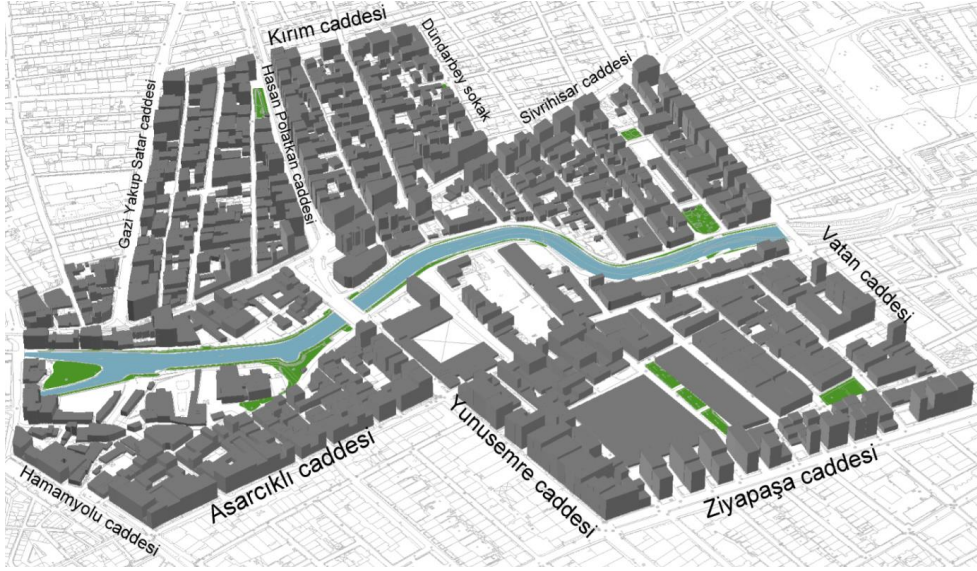 Kırım caddesi
Dündarbey sokak
Sivrihisar caddesi
Gazi Yakup Satar caddesi
Hasan Polatkan caddesi
Vatan caddesi
Yunusemre caddesi
Asarcıklı caddesi
Ziyapaşa caddesi
Hamamyolu caddesi